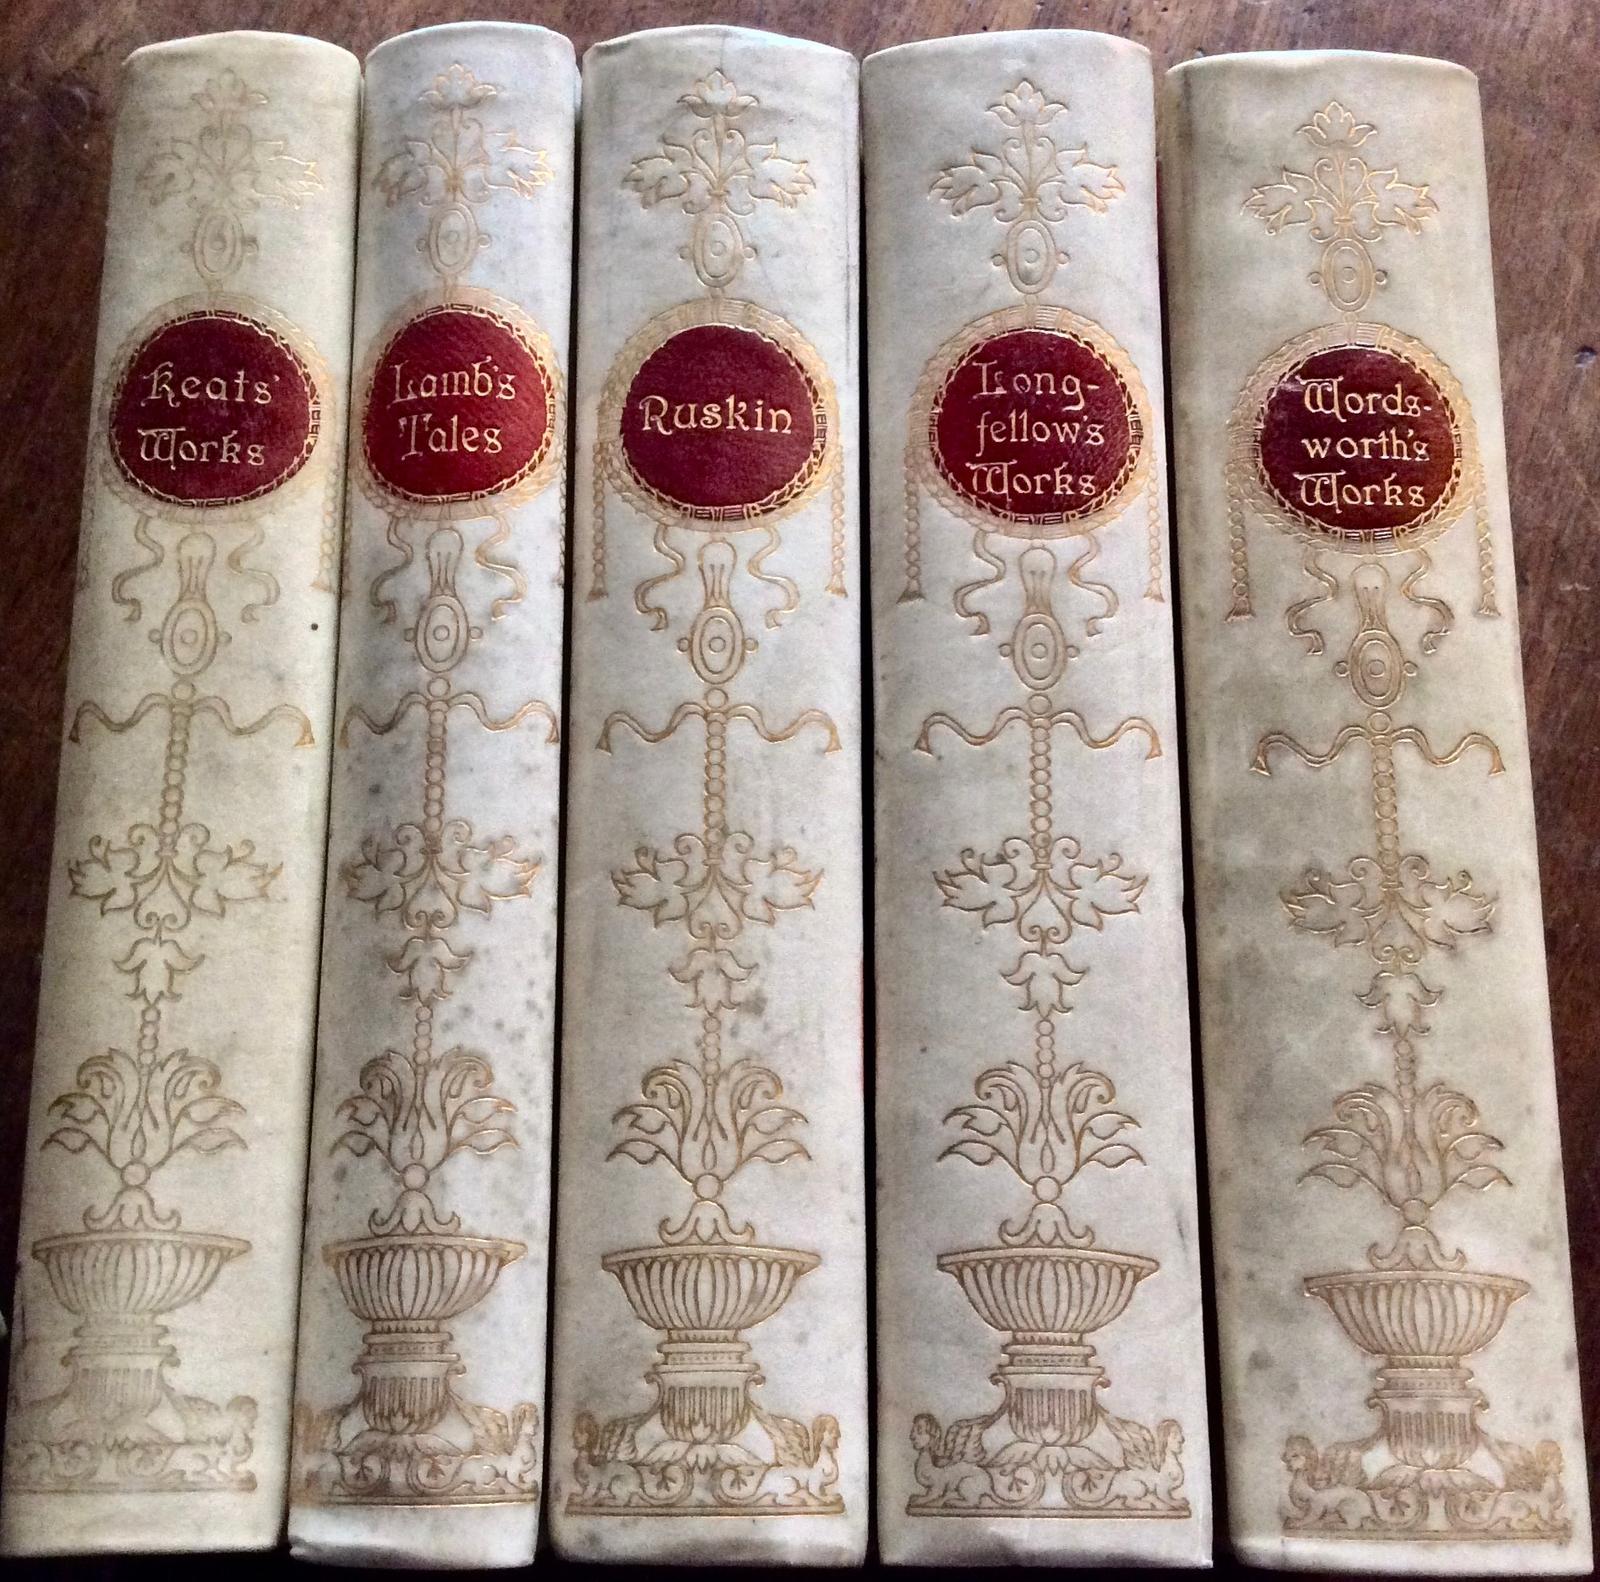 Keats'
Works
Lamb's
Tales
Ruskin
Long-
fellow's
Works
Words-
worth's
Works